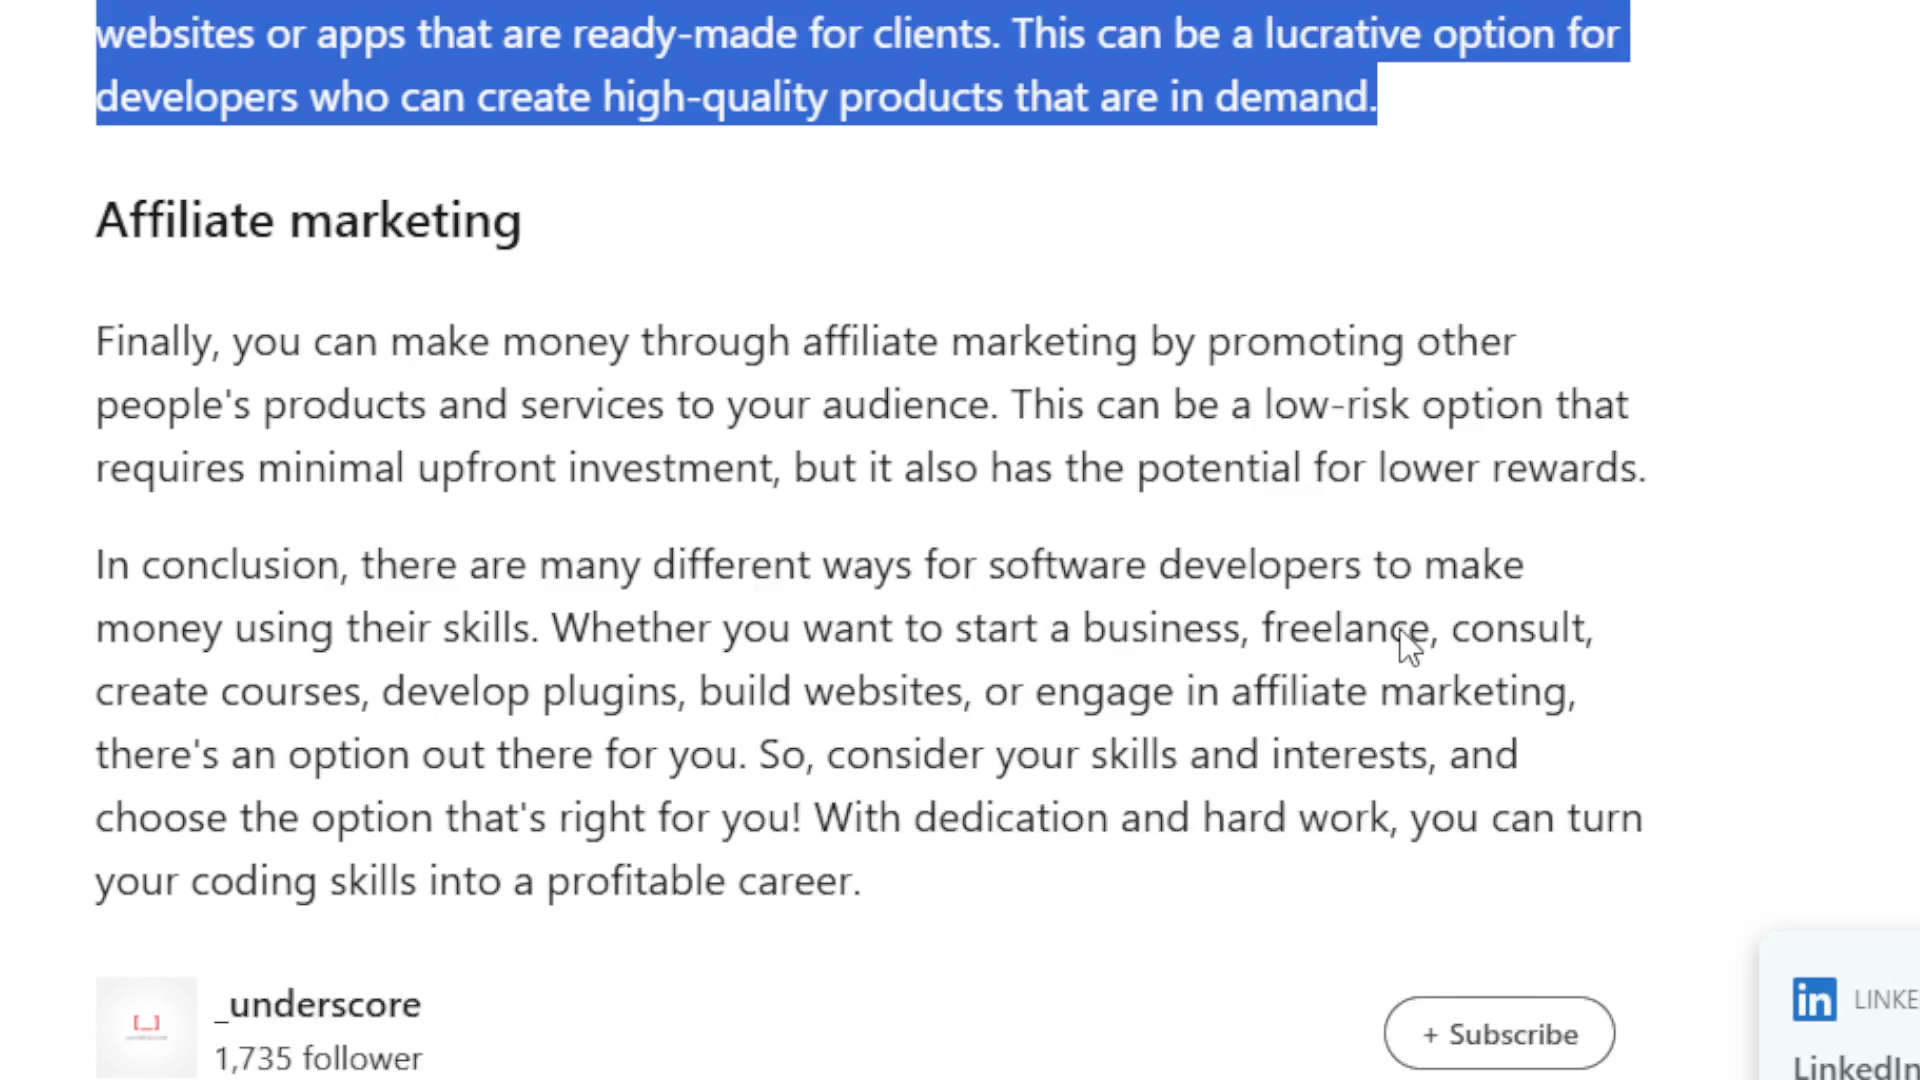 websites or apps that are ready-made for clients. This can be a lucrative option for
developers who can create high-quality products that are in demand.
Affiliate marketing
Finally, you can make money through affiliate marketing by promoting other
people's products and services to your audience. This can be a low-risk option that
requires minimal upfront investment, but it also has the potential for lower rewards.
In conclusion, there are many different ways for software developers to make
money using their skills. Whether you want to start a business, freelance, consult,
create courses, develop plugins, build websites, or engage in affiliate marketing,
there's an option out there for you. So, consider your skills and interests, and
choose the option that's right for you! With dedication and hard work, you can turn
your coding skills into a profitable career.
[_]
_underscore
1,735 follower
+ Subscribe
in LINKE
LinkedIn